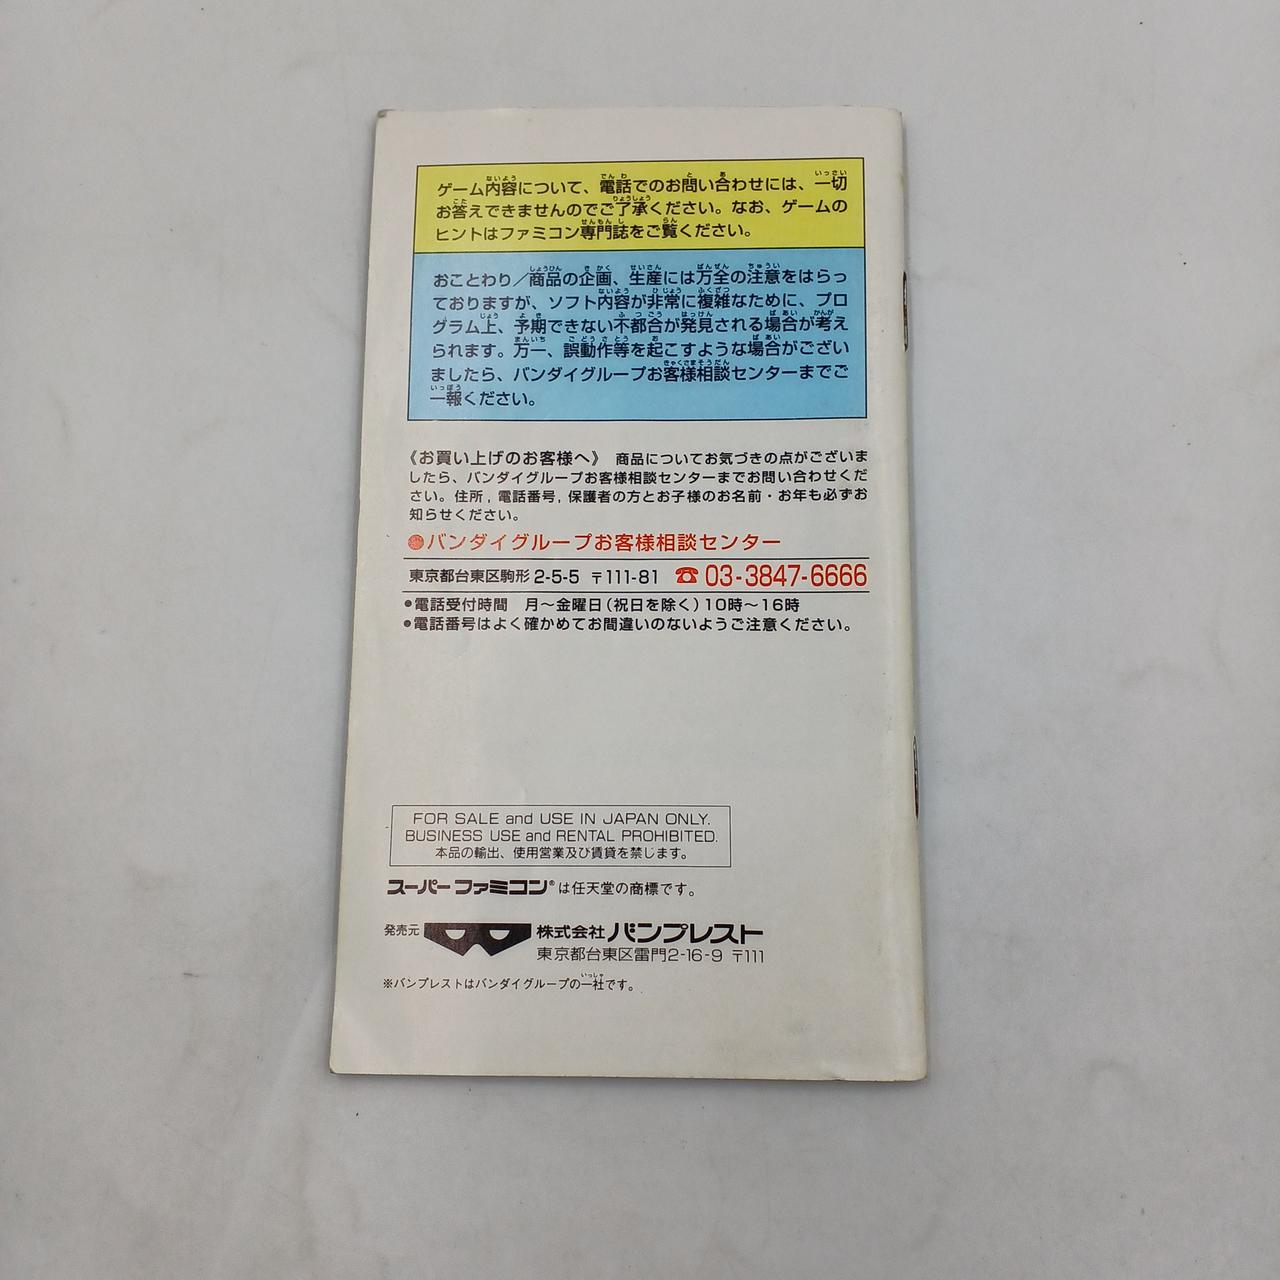 ゲーム内容について、電話でのお問い合わせには、一切
お答えできませんのでご了承ください。なお、ゲームの
ヒントはファミコン専門誌をご覧ください。
おことわり／商品の企画、生産には万全の注意をはらっ
ておりますが、ソフト内容が非常に複雑なために、プロ
グラム上、予期できない不都合が発見される場合が考え
られます。万一、誤動作等を起こすような場合がござい
ましたら、バンダイグループお客様相談センターまでご
一報ください。
《お買い上げのお客様へ》 商品についてお気づきの点がございま
したら、バンダイグループお客様相談センターまでお問い合わせくだ
さい。住所，電話番号，保護者の方とお子様のお名前・お年も必ずお
知らせください。
●バンダイグループお客様相談センター
東京都台東区駒形2-5-5 〒111-81 ☎ 03-3847-6666
●電話受付時間 月～金曜日(祝日を除く)10時～16時
●電話番号はよく確かめてお間違いのないようご注意ください。
FOR SALE and USE IN JAPAN ONLY.
BUSINESS USE and RENTAL PROHIBITED.
本品の輸出、使用営業及び賃貸を禁じます。
スーパーファミコン®は任天堂の商標です。
発売元 株式会社バンプレスト
東京都台東区雷門2-16-9 〒111
※バンプレストはバンダイグループの一社です。